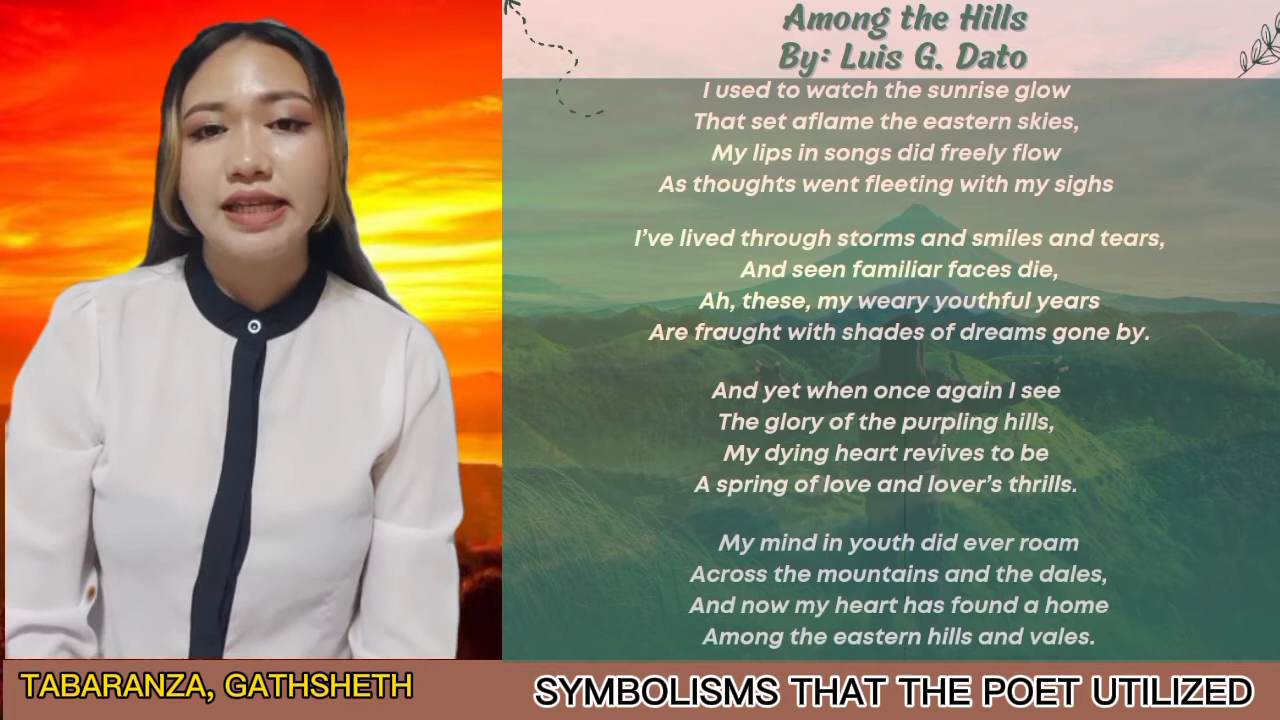 Among the Hills
By: Luis G. Dato
I used to watch the sunrise glow
That set aflame the eastern skies,
My lips in songs did freely flow
As thoughts went fleeting with my sighs
I've lived through storms and smiles and tears,
And seen familiar faces die,
Ah, these, my weary youthful years
Are fraught with shades of dreams gone by.
And yet when once again I see
The glory of the purpling hills,
My dying heart revives to be
A spring of love and lover's thrills.
My mind in youth did ever roam
Across the mountains and the dales,
And now my heart has found a home
Among the eastern hills and vales.
TABARANZA, GATHSHETH
SYMBOLISMS THAT THE POET UTILIZED